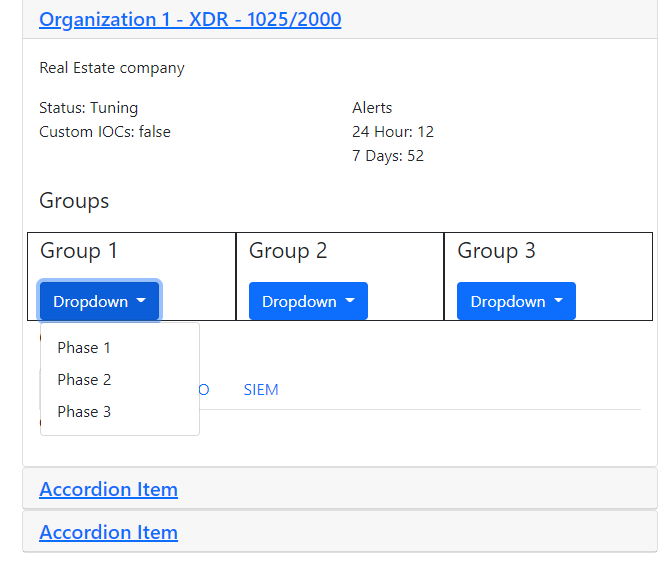 Organization 1 - XDR - 1025/2000
Real Estate company
Status: Tuning
Custom IOCs: false
Alerts
24 Hour: 12
7 Days: 52
Groups
Group 1
Group 2
Group 3
Dropdown
Dropdown
Dropdown
Phase 1
Phase 2
Phase 3
SIEM
Accordion Item
Accordion Item